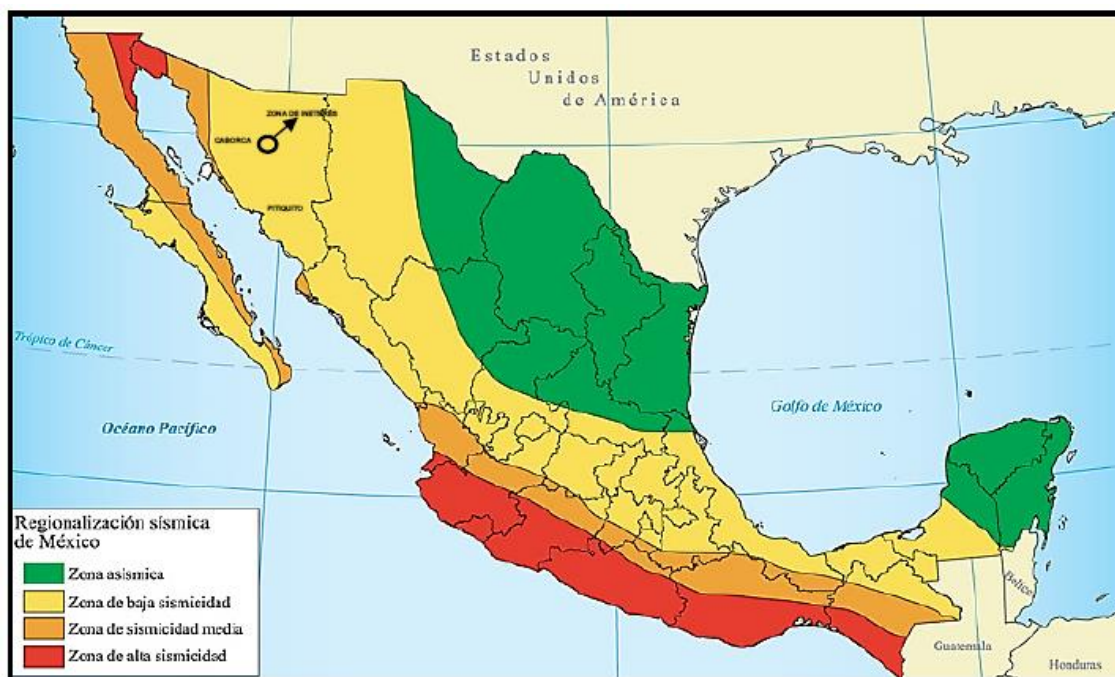 Estados
Unidos
de América
ZONA DE INETERÉS
CABORCA
PITIQUITO
Trópico de Cáncer
Golfo de México
Océano Pacífico
Regionalización sísmica
de México
Zona asísmica
Zona de baja sismicidad
Zona de sismicidad media
Zona de alta sismicidad
Belice
Guatemala
Honduras